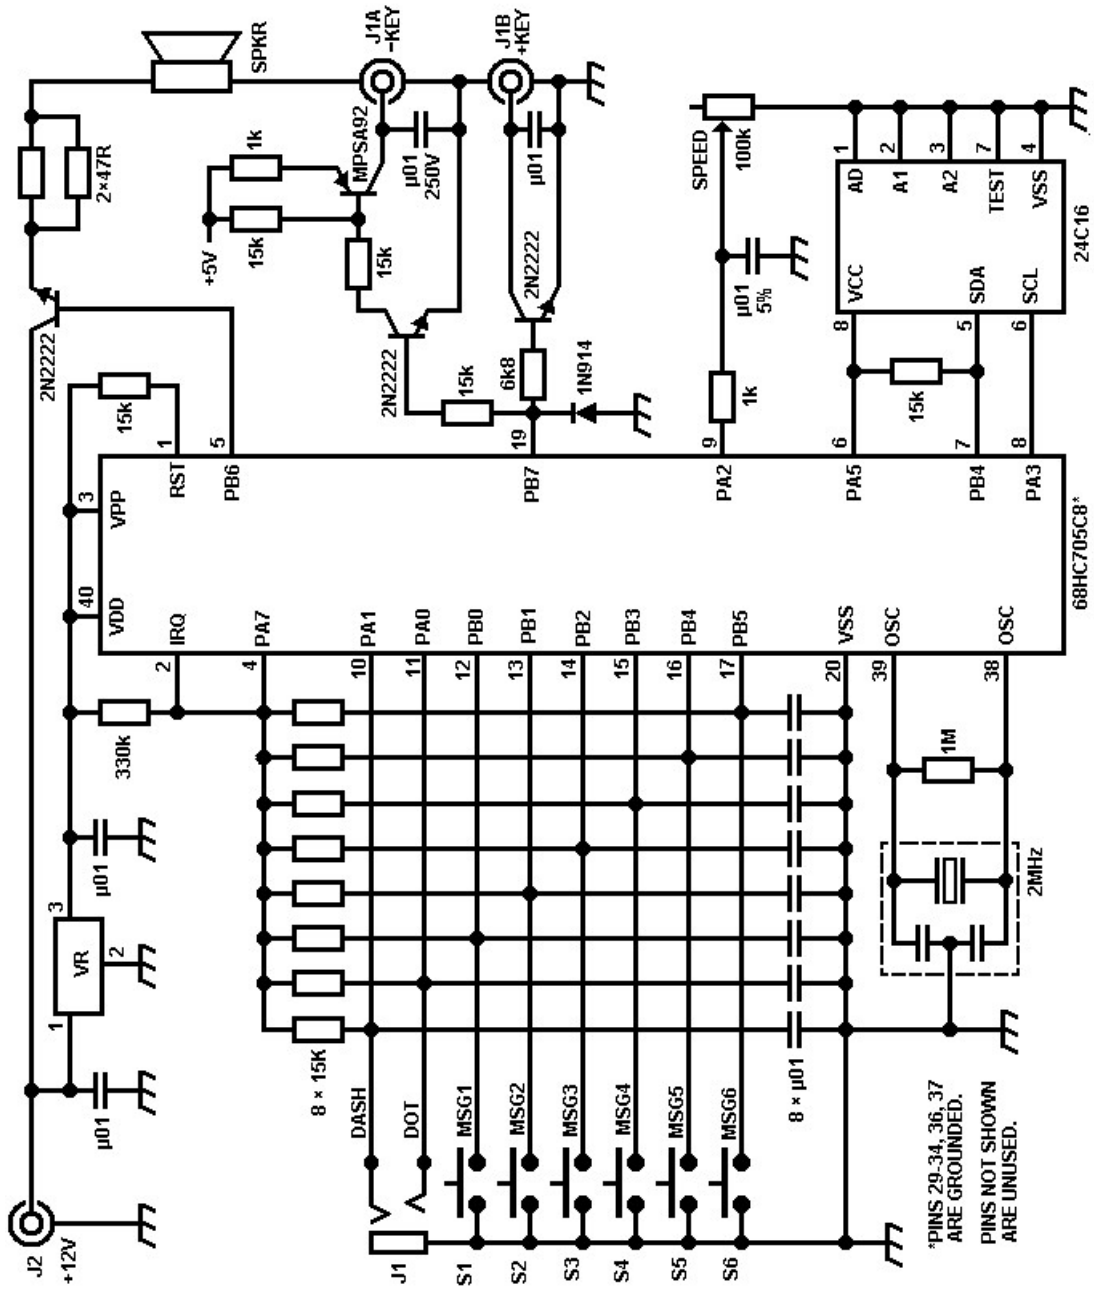 J2
+12V
2N2222
1
3
VR
2
40
3
VDD
VPP
2×47R
µ01
µ01
330k
15k
2
IRQ
RST
1
+5V
1k
PB6
5
15k
SPKR
4
PA7
8 × 15K
DASH
10
PA1
MPSA92
J1A
−KEY
15k
2N2222
J1
DOT
11
PA0
µ01
250V
S1
MSG1
12
PB0
15k
J1B
+KEY
S2
MSG2
13
PB1
PB7
19
6k8
2N2222
µ01
S3
MSG3
14
PB2
1N914
S4
MSG4
15
PB3
S5
MSG5
16
PB4
SPEED
S6
MSG6
17
PB5
PA2
9
1k
µ01
5%
100k
8 × µ01
20
VSS
PA5
6
8
VCC
AD
1
39
OSC
15k
A1
2
1M
A2
3
PB4
7
5
SDA
TEST
7
38
OSC
PA3
8
6
SCL
VSS
4
2MHz
68HC705C8*
24C16
*PINS 29-34, 36, 37
ARE GROUNDED.
PINS NOT SHOWN
ARE UNUSED.